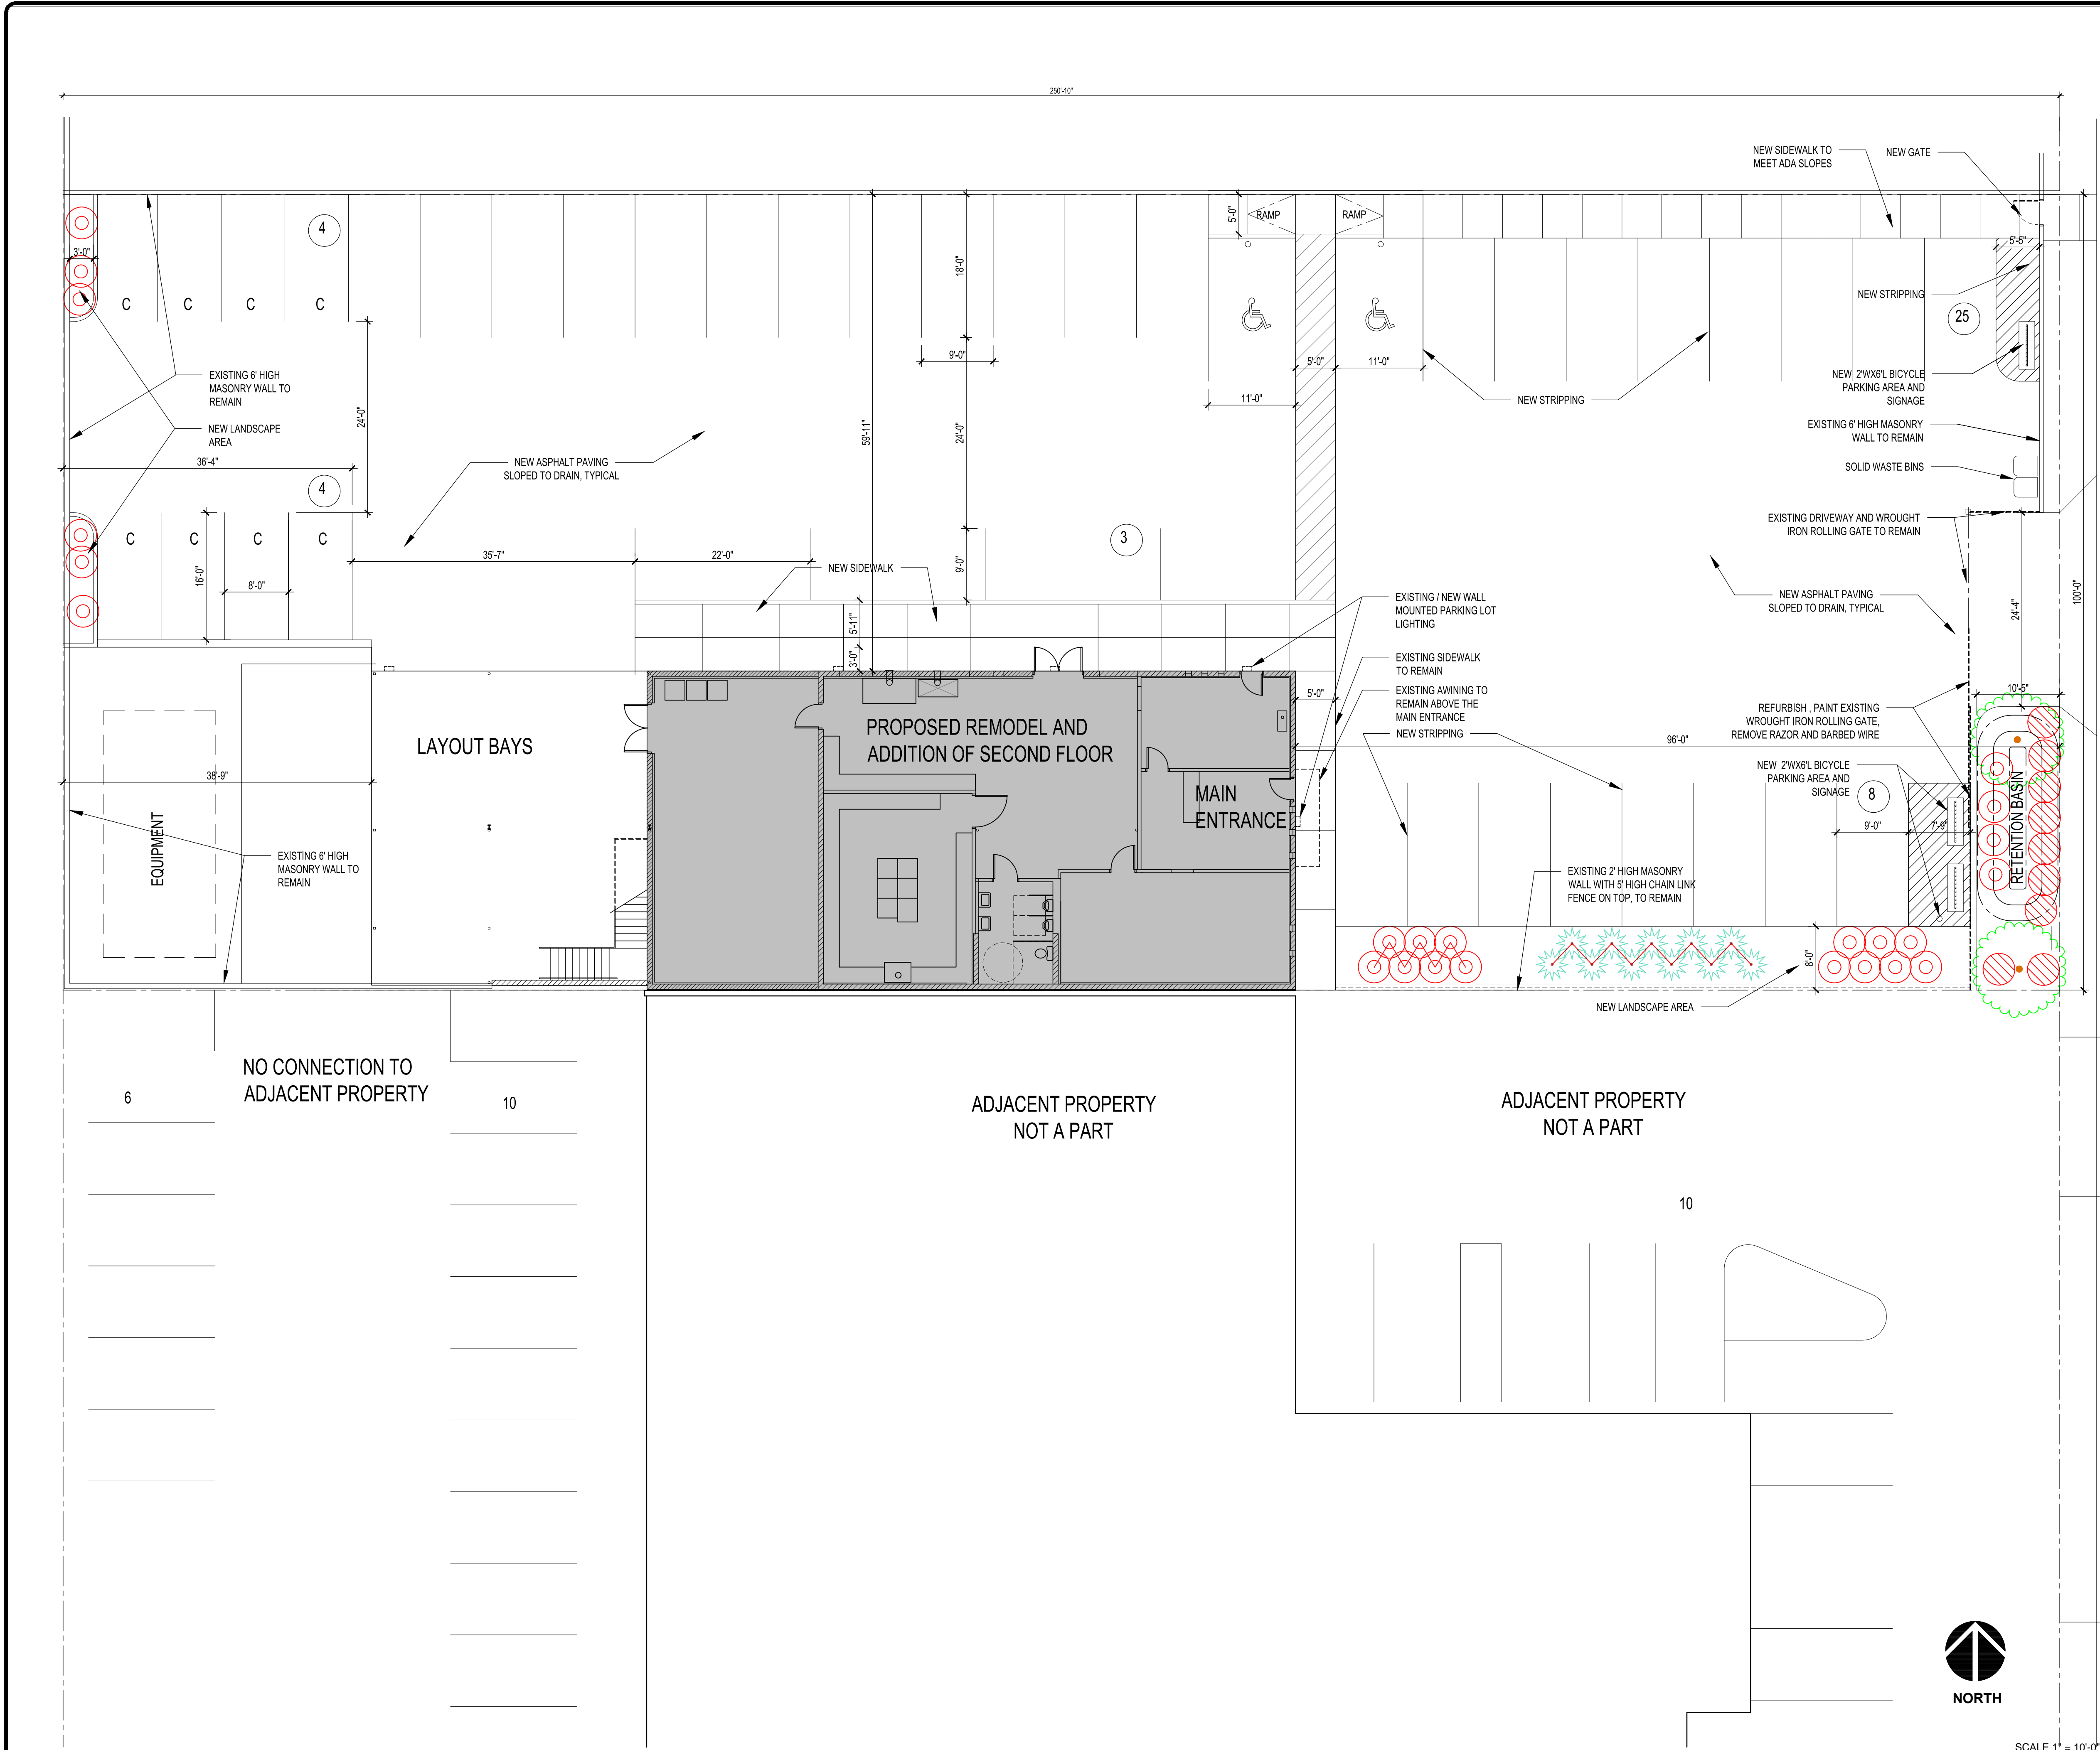 250'-10"
NEW SIDEWALK TO
MEET ADA SLOPES
NEW GATE
5'-0"
RAMP
RAMP
4
3'-0"
5'-5"
18'-0"
C
C
C
C
NEW STRIPPING
25
9'-0"
5'-0"
11'-0"
11'-0"
NEW 2'WX6'L BICYCLE
PARKING AREA AND
SIGNAGE
EXISTING 6' HIGH
MASONRY WALL TO
REMAIN
NEW STRIPPING
24'-0"
59'-11"
24'-0"
NEW LANDSCAPE
AREA
EXISTING 6' HIGH MASONRY
WALL TO REMAIN
36'-4"
NEW ASPHALT PAVING
SLOPED TO DRAIN, TYPICAL
SOLID WASTE BINS
4
EXISTING DRIVEWAY AND WROUGHT
IRON ROLLING GATE TO REMAIN
C
C
C
C
3
35'-7"
22'-0"
9'-0"
NEW SIDEWALK
16'-0"
8'-0"
100'-0"
EXISTING / NEW WALL
MOUNTED PARKING LOT
LIGHTING
NEW ASPHALT PAVING
SLOPED TO DRAIN, TYPICAL
24'-4"
5'-11"
3'-0"
EXISTING SIDEWALK
TO REMAIN
EXISTING AWINING TO
REMAIN ABOVE THE
MAIN ENTRANCE
5'-0"
10'-5"
REFURBISH , PAINT EXISTING
WROUGHT IRON ROLLING GATE,
REMOVE RAZOR AND BARBED WIRE
NEW STRIPPING
96'-0"
LAYOUT BAYS
PROPOSED REMODEL AND
ADDITION OF SECOND FLOOR
38'-9"
NEW 2'WX6'L BICYCLE
PARKING AREA AND
SIGNAGE
8
MAIN
ENTRANCE
9'-0"
7'-9"
RETENTION BASIN
EQUIPMENT
EXISTING 6' HIGH
MASONRY WALL TO
REMAIN
EXISTING 2' HIGH MASONRY
WALL WITH 5' HIGH CHAIN LINK
FENCE ON TOP, TO REMAIN
8'-0"
NEW LANDSCAPE AREA
NO CONNECTION TO
ADJACENT PROPERTY
6
10
ADJACENT PROPERTY
NOT A PART
ADJACENT PROPERTY
NOT A PART
10
NORTH
SCALE 1" = 10'-0"